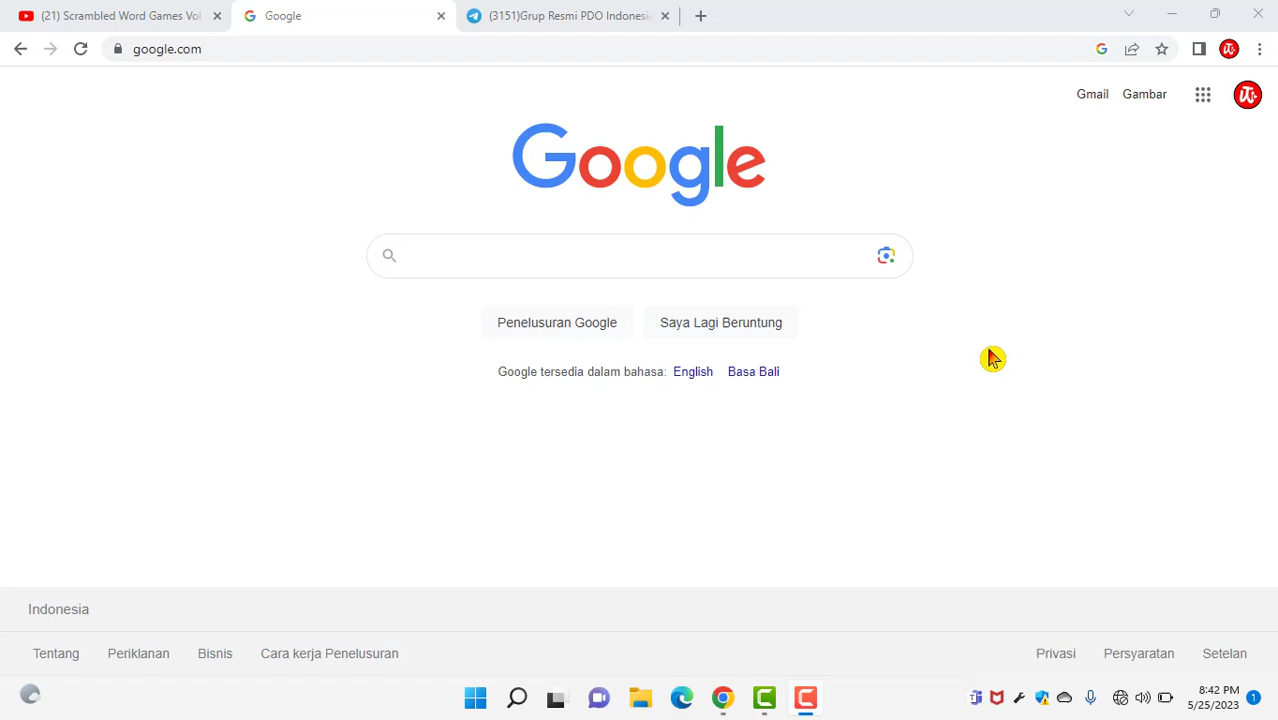 (21) Scrambled Word Games Vol
Google
(3151)Grup Resmi PDO Indonesia
google.com
Gmail
Gambar
Google
Penelusuran Google
Saya Lagi Beruntung
Google tersedia dalam bahasa: English Basa Bali
Indonesia
Tentang
Periklanan
Bisnis
Cara kerja Penelusuran
Privasi
Persyaratan
Setelan
8:42 PM
5/25/2023
1